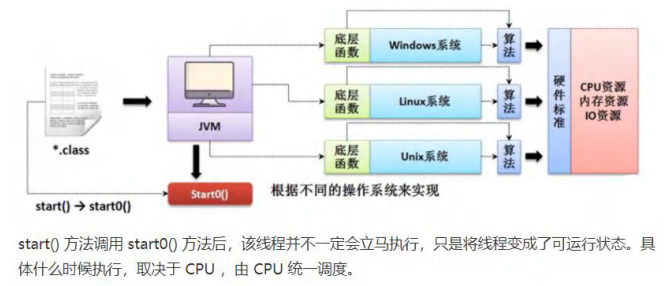 底层函数
Windows系统
算法
底层函数
Linux系统
算法
底层函数
Unix系统
算法
硬件标准
CPU资源
内存资源
IO资源
*.class
JVM
Start0()
start() → start0()
根据不同的操作系统来实现
start() 方法调用 start0() 方法后，该线程并不一定会立马执行，只是将线程变成了可运行状态。具
体什么时候执行，取决于 CPU ，由 CPU 统一调度。